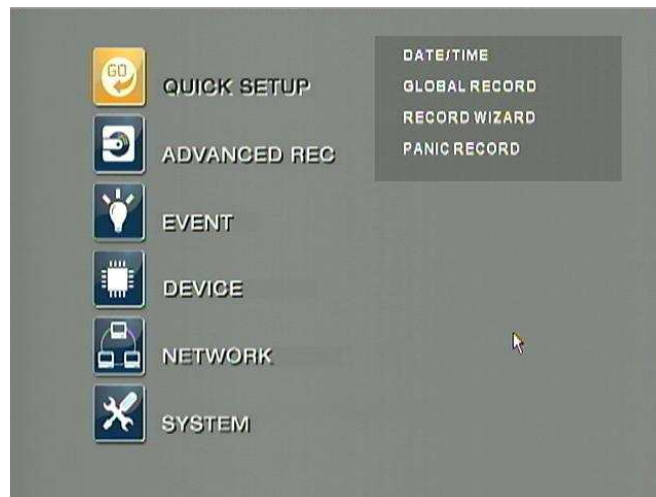 GO
QUICK SETUP
ADVANCED REC
EVENT
DEVICE
NETWORK
SYSTEM
DATE/TIME
GLOBAL RECORD
RECORD WIZARD
PANIC RECORD